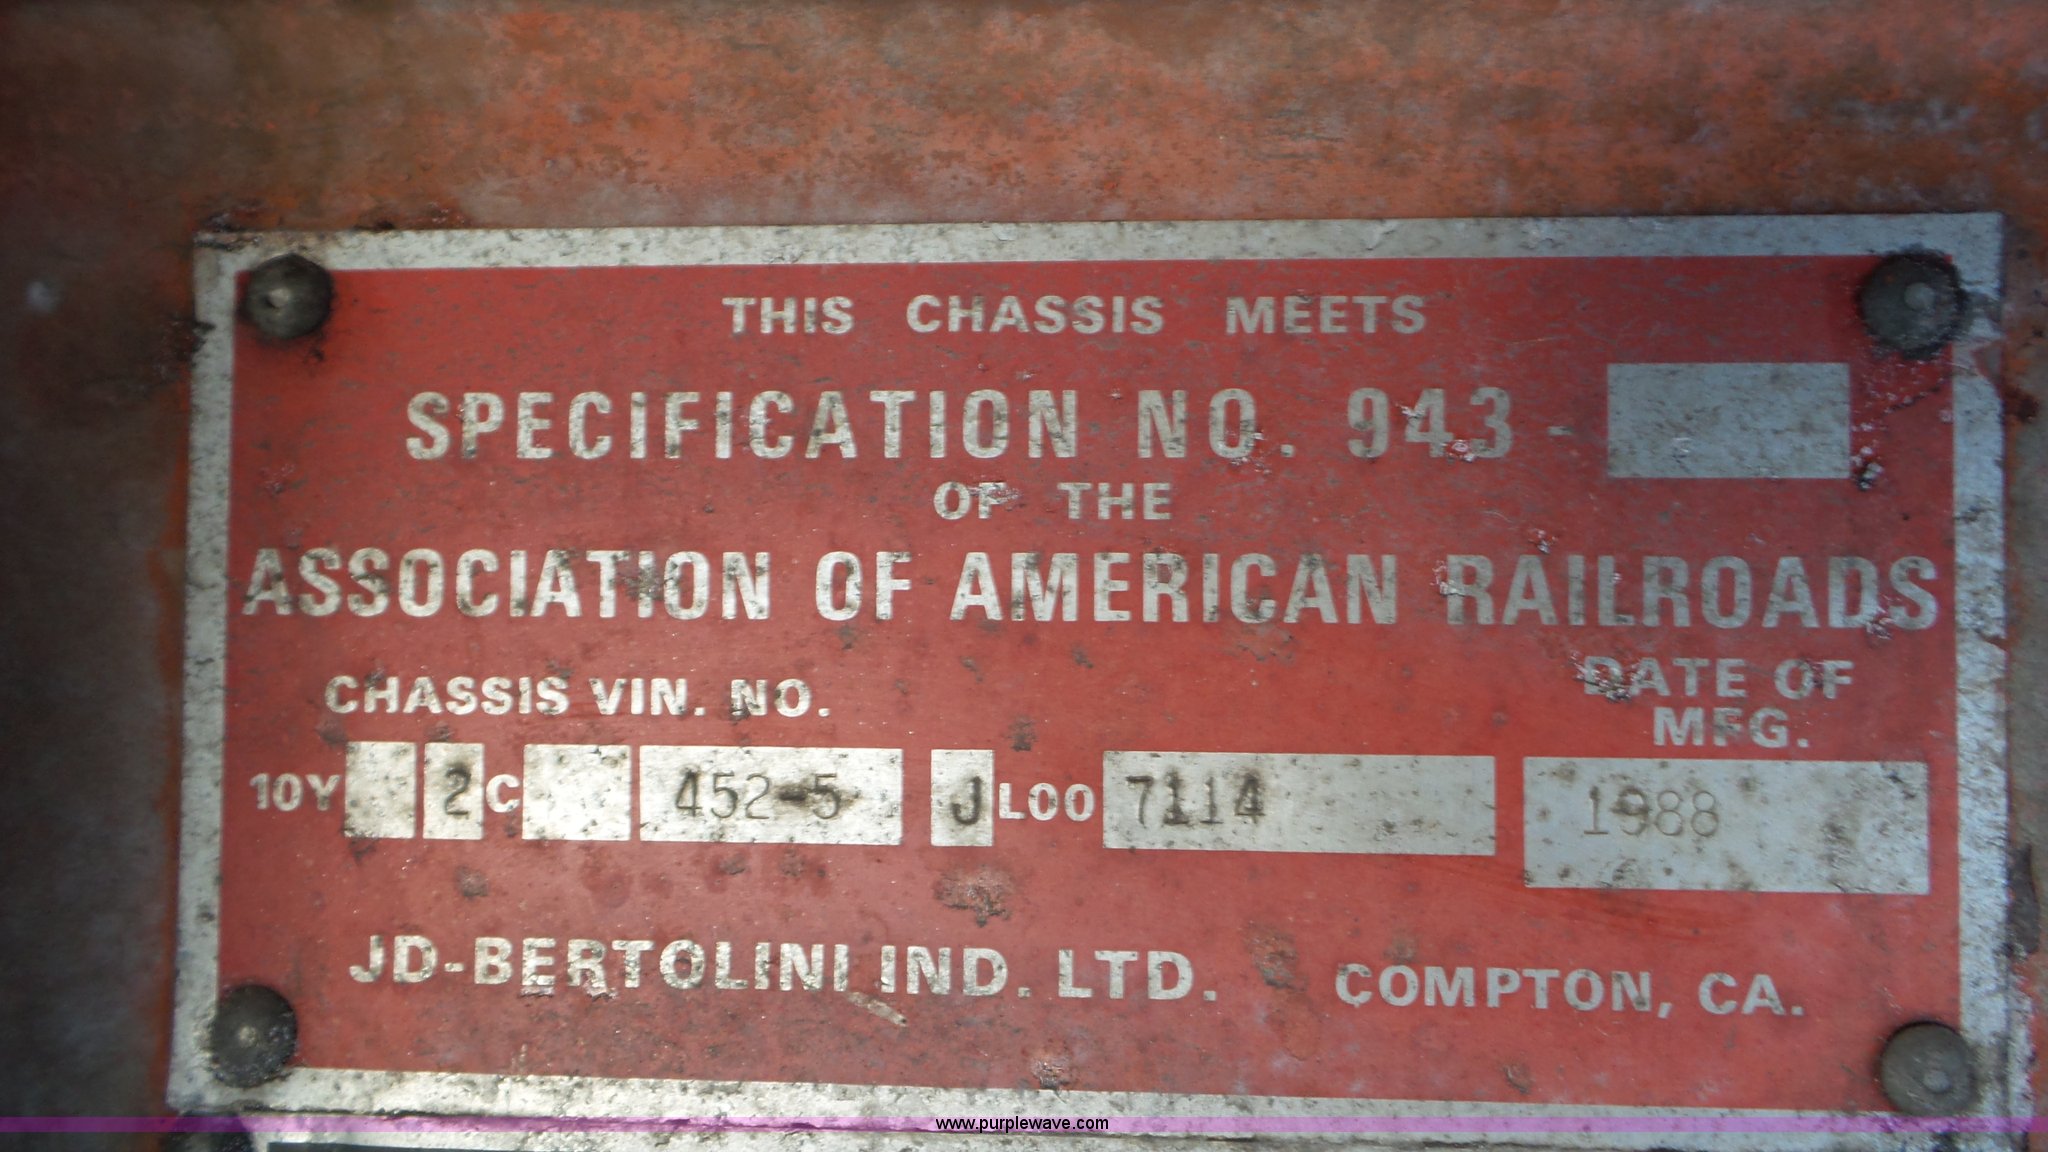 THIS CHASSIS MEETS
SPECIFICATION NO. 943 -
OF THE
ASSOCIATION OF AMERICAN RAILROADS
CHASSIS VIN. NO.
DATE OF
MFG.
10Y 2 C 452-5 J L00 7114 1988
JD-BERTOLINI IND. LTD. COMPTON, CA.
www.purplewave.com